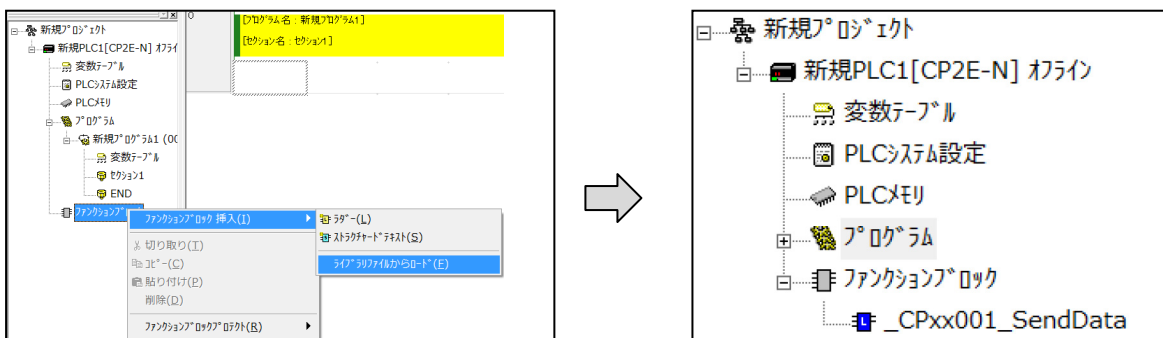 0
[ﾌﾟﾛｸﾞﾗﾑ名 : 新規ﾌﾟﾛｸﾞﾗﾑ1]
[ｾｸｼｮﾝ名 : ｾｸｼｮﾝ1]
新規ﾌﾟﾛｼﾞｪｸﾄ
新規PLC1[CP2E-N] ｵﾌﾗｲ
変数ﾃｰﾌﾞﾙ
PLCｼｽﾃﾑ設定
PLCﾒﾓﾘ
ﾌﾟﾛｸﾞﾗﾑ
新規ﾌﾟﾛｸﾞﾗﾑ1 (00
変数ﾃｰﾌﾞﾙ
ｾｸｼｮﾝ1
END
ﾌｧﾝｸｼｮﾝﾌﾞ
ﾌｧﾝｸｼｮﾝﾌﾞﾛｯｸ 挿入(I)
切り取り(T)
ｺﾋﾟｰ(C)
貼り付け(P)
削除(D)
ﾌｧﾝｸｼｮﾝﾌﾞﾛｯｸﾌﾟﾛﾃｸﾄ(R)
ﾗﾀﾞｰ(L)
ｽﾄﾗｸﾁｬｰﾄﾞﾃｷｽﾄ(S)
ﾗｲﾌﾞﾗﾘﾌｧｲﾙからﾛｰﾄﾞ(F)
新規ﾌﾟﾛｼﾞｪｸﾄ
新規PLC1[CP2E-N] ｵﾌﾗｲﾝ
変数ﾃｰﾌﾞﾙ
PLCｼｽﾃﾑ設定
PLCﾒﾓﾘ
ﾌﾟﾛｸﾞﾗﾑ
ﾌｧﾝｸｼｮﾝﾌﾞﾛｯｸ
_CPxx001_SendData